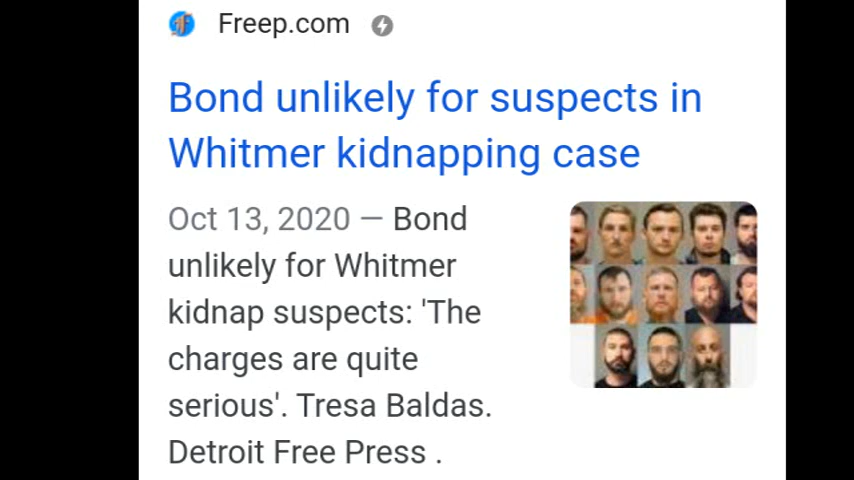 Freep.com
Bond unlikely for suspects in
Whitmer kidnapping case
Oct 13, 2020 — Bond
unlikely for Whitmer
kidnap suspects: 'The
charges are quite
serious'. Tresa Baldas.
Detroit Free Press .